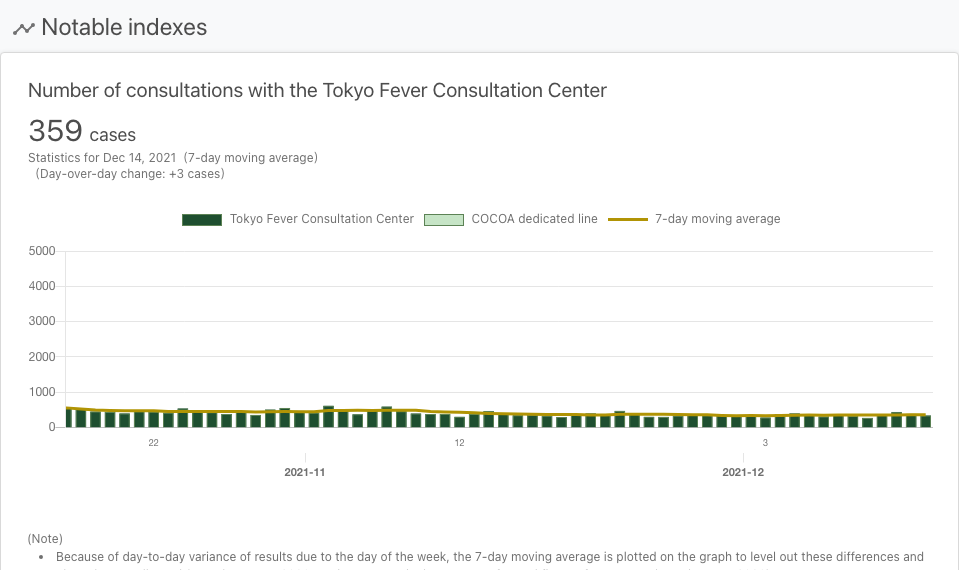 Notable indexes
Number of consultations with the Tokyo Fever Consultation Center
359 cases
Statistics for Dec 14, 2021 (7-day moving average)
(Day-over-day change: +3 cases)
Tokyo Fever Consultation Center COCOA dedicated line 7-day moving average
5000
4000
3000
2000
1000
0
22 12 3
2021-11 2021-12
(Note)
• Because of day-to-day variance of results due to the day of the week, the 7-day moving average is plotted on the graph to level out these differences and